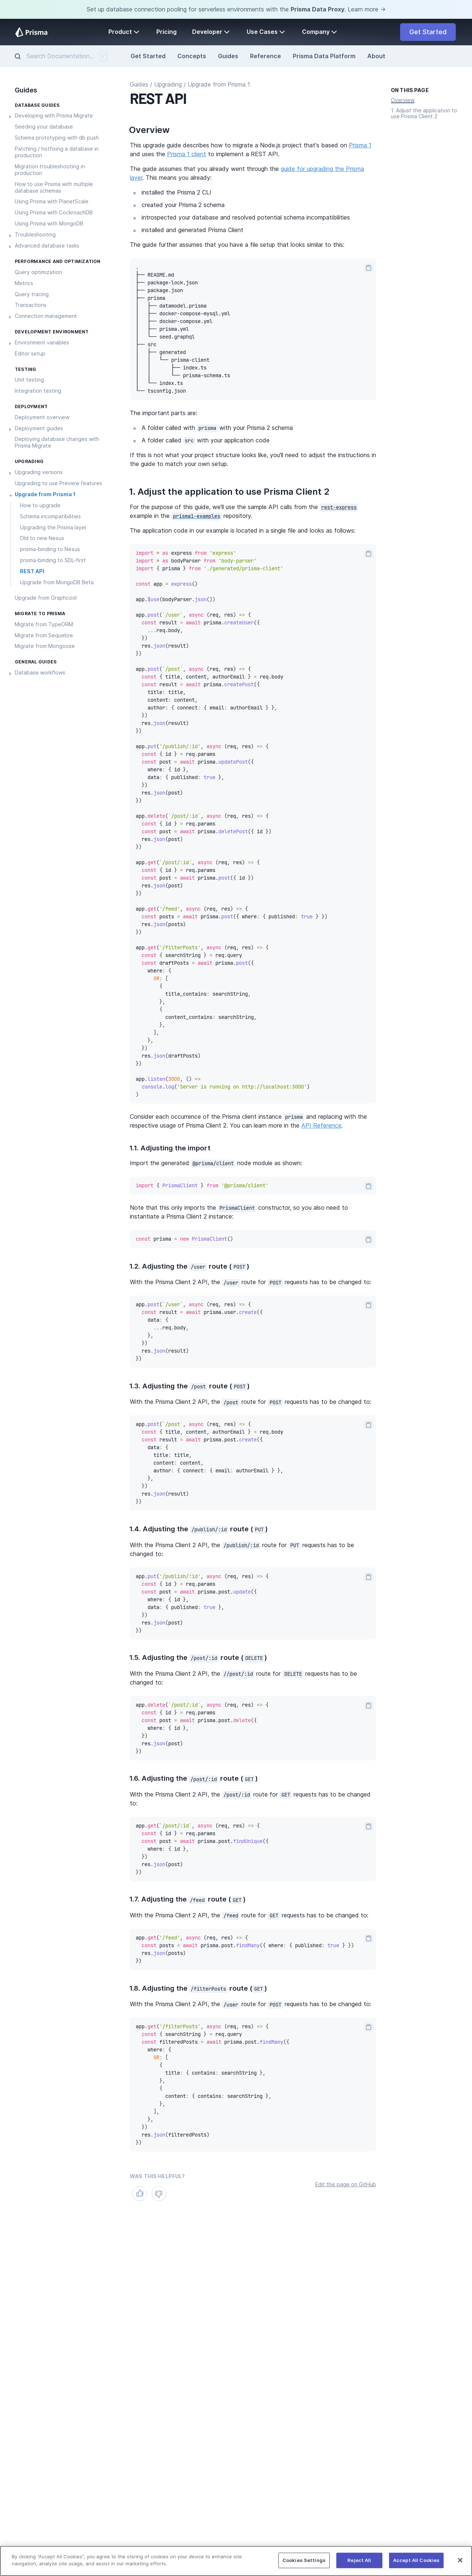 Set up database connection pooling for serverless environments with the Prisma Data Proxy. Learn more →
Prisma
Product
Pricing
Developer
Use Cases
Company
Get Started
Search Documentation... /
Get Started
Concepts
Guides
Reference
Prisma Data Platform
About
Guides
DATABASE GUIDES
Developing with Prisma Migrate
Seeding your database
Schema prototyping with db push
Patching / hotfixing a database in
production
Migration troubleshooting in
production
How to use Prisma with multiple
database schemas
Using Prisma with PlanetScale
Using Prisma with CockroachDB
Using Prisma with MongoDB
Troubleshooting
Advanced database tasks
PERFORMANCE AND OPTIMIZATION
Query optimization
Metrics
Query tracing
Transactions
Connection management
DEVELOPMENT ENVIRONMENT
Environment variables
Editor setup
TESTING
Unit testing
Integration testing
DEPLOYMENT
Deployment overview
Deployment guides
Deploying database changes with
Prisma Migrate
UPGRADING
Upgrading versions
Upgrading to use Preview features
Upgrade from Prisma 1
How to upgrade
Schema incompatibilities
Upgrading the Prisma layer
Old to new Nexus
prisma-binding to Nexus
prisma-binding to SDL-first
REST API
Upgrade from MongoDB Beta
Upgrade from Graphcool
MIGRATE TO PRISMA
Migrate from TypeORM
Migrate from Sequelize
Migrate from Mongoose
GENERAL GUIDES
Database workflows
Guides / Upgrading / Upgrade from Prisma 1
REST API
Overview
This upgrade guide describes how to migrate a Node.js project that's based on Prisma 1
and uses the Prisma 1 client to implement a REST API.
The guide assumes that you already went through the guide for upgrading the Prisma
layer. This means you already:
installed the Prisma 2 CLI
created your Prisma 2 schema
introspected your database and resolved potential schema incompatibilities
installed and generated Prisma Client
The guide further assumes that you have a file setup that looks similar to this:
.
├── README.md
├── package-lock.json
├── package.json
├── prisma
│   ├── datamodel.prisma
│   ├── docker-compose-mysql.yml
│   ├── docker-compose.yml
│   ├── prisma.yml
│   └── seed.graphql
├── src
│   ├── generated
│   │   └── prisma-client
│   │       ├── index.ts
│   │       └── prisma-schema.ts
│   └── index.ts
└── tsconfig.json
The important parts are:
A folder called with prisma with your Prisma 2 schema
A folder called src with your application code
If this is not what your project structure looks like, you'll need to adjust the instructions in
the guide to match your own setup.
1. Adjust the application to use Prisma Client 2
For the purpose of this guide, we'll use the sample API calls from the rest-express
example in the prisma1-examples repository.
The application code in our example is located in a single file and looks as follows:
import * as express from 'express'
import * as bodyParser from 'body-parser'
import { prisma } from './generated/prisma-client'
const app = express()
app.$use(bodyParser.json())
app.post(`/user`, async (req, res) => {
const result = await prisma.createUser({
...req.body,
})
res.json(result)
})
app.post(`/post`, async (req, res) => {
const { title, content, authorEmail } = req.body
const result = await prisma.createPost({
title: title,
content: content,
author: { connect: { email: authorEmail } },
})
res.json(result)
})
app.put('/publish/:id', async (req, res) => {
const { id } = req.params
const post = await prisma.updatePost({
where: { id },
data: { published: true },
})
res.json(post)
})
app.delete(`/post/:id`, async (req, res) => {
const { id } = req.params
const post = await prisma.deletePost({ id })
res.json(post)
})
app.get(`/post/:id`, async (req, res) => {
const { id } = req.params
const post = await prisma.post({ id })
res.json(post)
})
app.get('/feed', async (req, res) => {
const posts = await prisma.post({ where: { published: true } })
res.json(posts)
})
app.get('/filterPosts', async (req, res) => {
const { searchString } = req.query
const draftPosts = await prisma.post({
where: {
OR: [
{
title_contains: searchString,
},
{
content_contains: searchString,
},
],
},
})
res.json(draftPosts)
})
app.listen(3000, () =>
console.log('Server is running on http://localhost:3000')
)
Consider each occurrence of the Prisma client instance prisma and replacing with the
respective usage of Prisma Client 2. You can learn more in the API Reference.
1.1. Adjusting the import
Import the generated @prisma/client node module as shown:
import { PrismaClient } from '@prisma/client'
Note that this only imports the PrismaClient constructor, so you also need to
instantiate a Prisma Client 2 instance:
const prisma = new PrismaClient()
1.2. Adjusting the /user route ( POST )
With the Prisma Client 2 API, the /user route for POST requests has to be changed to:
app.post(`/user`, async (req, res) => {
const result = await prisma.user.create({
data: {
...req.body,
},
})
res.json(result)
})
1.3. Adjusting the /post route ( POST )
With the Prisma Client 2 API, the /post route for POST requests has to be changed to:
app.post(`/post`, async (req, res) => {
const { title, content, authorEmail } = req.body
const result = await prisma.post.create({
data: {
title: title,
content: content,
author: { connect: { email: authorEmail } },
},
})
res.json(result)
})
1.4. Adjusting the /publish/:id route ( PUT )
With the Prisma Client 2 API, the /publish/:id route for PUT requests has to be
changed to:
app.put('/publish/:id', async (req, res) => {
const { id } = req.params
const post = await prisma.post.update({
where: { id },
data: { published: true },
})
res.json(post)
})
1.5. Adjusting the /post/:id route ( DELETE )
With the Prisma Client 2 API, the //post/:id route for DELETE requests has to be
changed to:
app.delete(`/post/:id`, async (req, res) => {
const { id } = req.params
const post = await prisma.post.delete({
where: { id },
})
res.json(post)
})
1.6. Adjusting the /post/:id route ( GET )
With the Prisma Client 2 API, the /post/:id route for GET requests has to be changed
to:
app.get(`/post/:id`, async (req, res) => {
const { id } = req.params
const post = await prisma.post.findUnique({
where: { id },
})
res.json(post)
})
1.7. Adjusting the /feed route ( GET )
With the Prisma Client 2 API, the /feed route for GET requests has to be changed to:
app.get('/feed', async (req, res) => {
const posts = await prisma.post.findMany({ where: { published: true } })
res.json(posts)
})
1.8. Adjusting the /filterPosts route ( GET )
With the Prisma Client 2 API, the /user route for POST requests has to be changed to:
app.get('/filterPosts', async (req, res) => {
const { searchString } = req.query
const filteredPosts = await prisma.post.findMany({
where: {
OR: [
{
title: { contains: searchString },
},
{
content: { contains: searchString },
},
],
},
})
res.json(filteredPosts)
})
WAS THIS HELPFUL?
Edit this page on GitHub
ON THIS PAGE
Overview
1. Adjust the application to
use Prisma Client 2
By clicking "Accept All Cookies", you agree to the storing of cookies on your device to enhance site
navigation, analyze site usage, and assist in our marketing efforts.
Cookies Settings
Reject All
Accept All Cookies